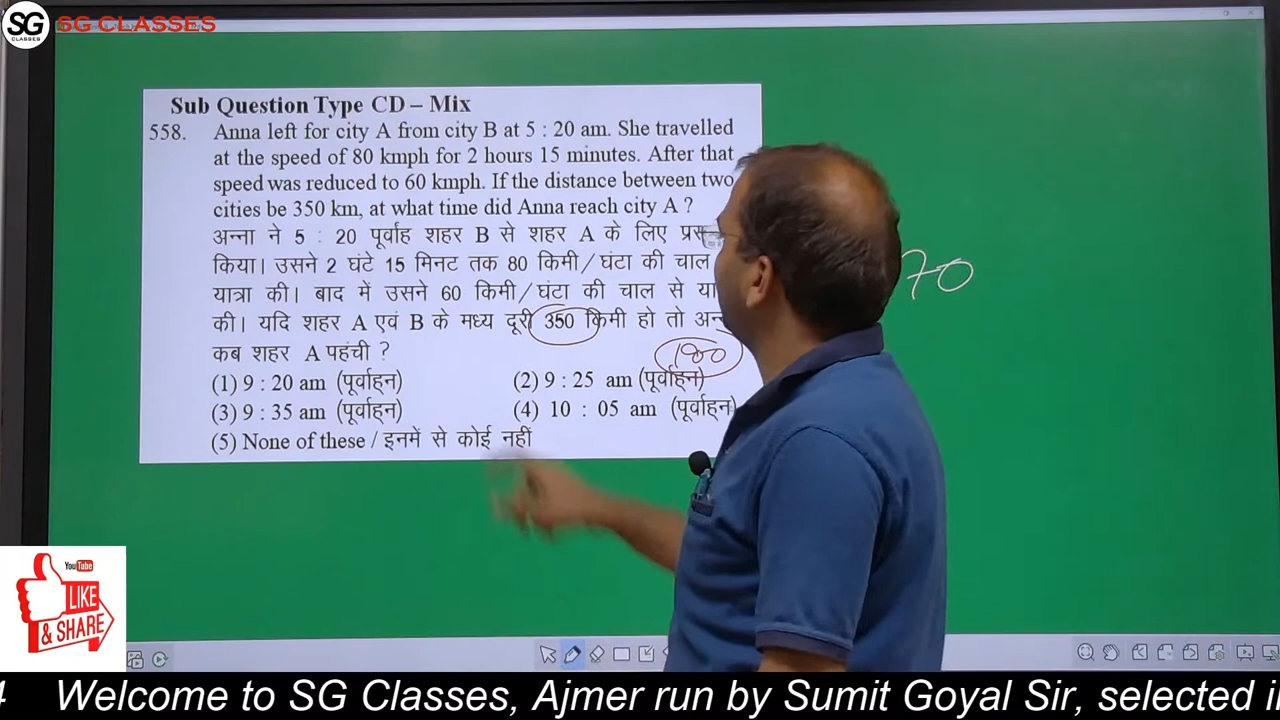 SG
CLASSES
SG CLASSES
Sub Question Type CD – Mix
558. Anna left for city A from city B at 5 : 20 am. She travelled
at the speed of 80 kmph for 2 hours 15 minutes. After that
speed was reduced to 60 kmph. If the distance between two
cities be 350 km, at what time did Anna reach city A ?
अन्ना ने 5 : 20 पूर्वाह शहर B से शहर A के लिए
किया। उसने 2 घंटे 15 मिनट तक 80 किमी/घंटा की चाल
यात्रा की। बाद में उसने 60 किमी/घंटा की चाल से
की। यदि शहर A एवं B के मध्य दूरी 350 किमी हो तो
कब शहर A पहुंची ?
70
180
(1) 9 : 20 am (पूर्वाह्न)
(2) 9 : 25 am (पूर्वाह्न)
(3) 9 : 35 am (पूर्वाह्न)
(4) 10 : 05 am (पूर्वाह्न)
(5) None of these / इनमें से कोई नहीं
YouTube
LIKE
& SHARE
4 Welcome to SG Classes, Ajmer run by Sumit Goyal Sir, selected